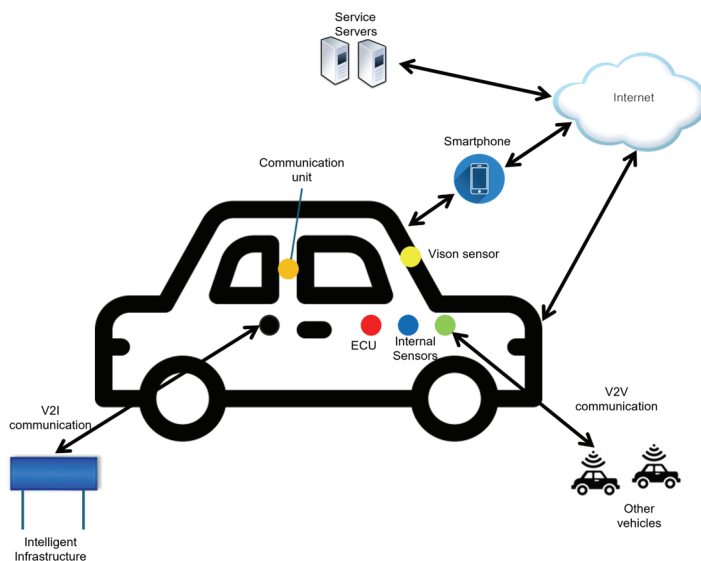 Service
Servers
Internet
Smartphone
Communication
unit
Vison sensor
ECU
Internal
Sensors
V2I
communication
V2V
communication
Intelligent
Infrastructure
Other
vehicles